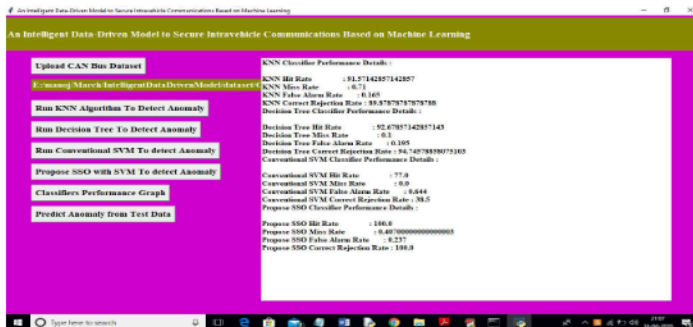 An Intelligent Data-Driven Model to Secure Intravehicle Communications Based on Machine Learning
An Intelligent Data-Driven Model to Secure Intravehicle Communications Based on Machine Learning
Upload CAN Bus Dataset
E:/manoj/March/IntelligentDataDrivenModel/dataset/
Run KNN Algorithm To Detect Anomaly
Run Decision Tree To Detect Anomaly
Run Conventional SVM To detect Anomaly
Propose SSO with SVM To detect Anomaly
Classifiers Performance Graph
Predict Anomaly from Test Data
KNN Classifier Performance Details :
KNN Hit Rate : 91.57142857142857
KNN Miss Rate : 0.71
KNN False Alarm Rate : 0.165
KNN Correct Rejection Rate : 89.87878787878788
Decision Tree Classifier Performance Details :
Decision Tree Hit Rate : 92.67857142857143
Decision Tree Miss Rate : 0.1
Decision Tree False Alarm Rate : 0.105
Decision Tree Correct Rejection Rate :
Conventional SVM Classifier Performance Details :
Conventional SVM Hit Rate : 77.0
Conventional SVM Miss Rate : 0.0
Conventional SVM False Alarm Rate : 0.644
Conventional SVM Correct Rejection Rate : 38.5
Propose SSO Classifier Performance Details :
Propose SSO Hit Rate : 100.0
Propose SSO Miss Rate :
Propose SSO False Alarm Rate : 0.237
Propose SSO Correct Rejection Rate : 100.0
Type here to search
21:07